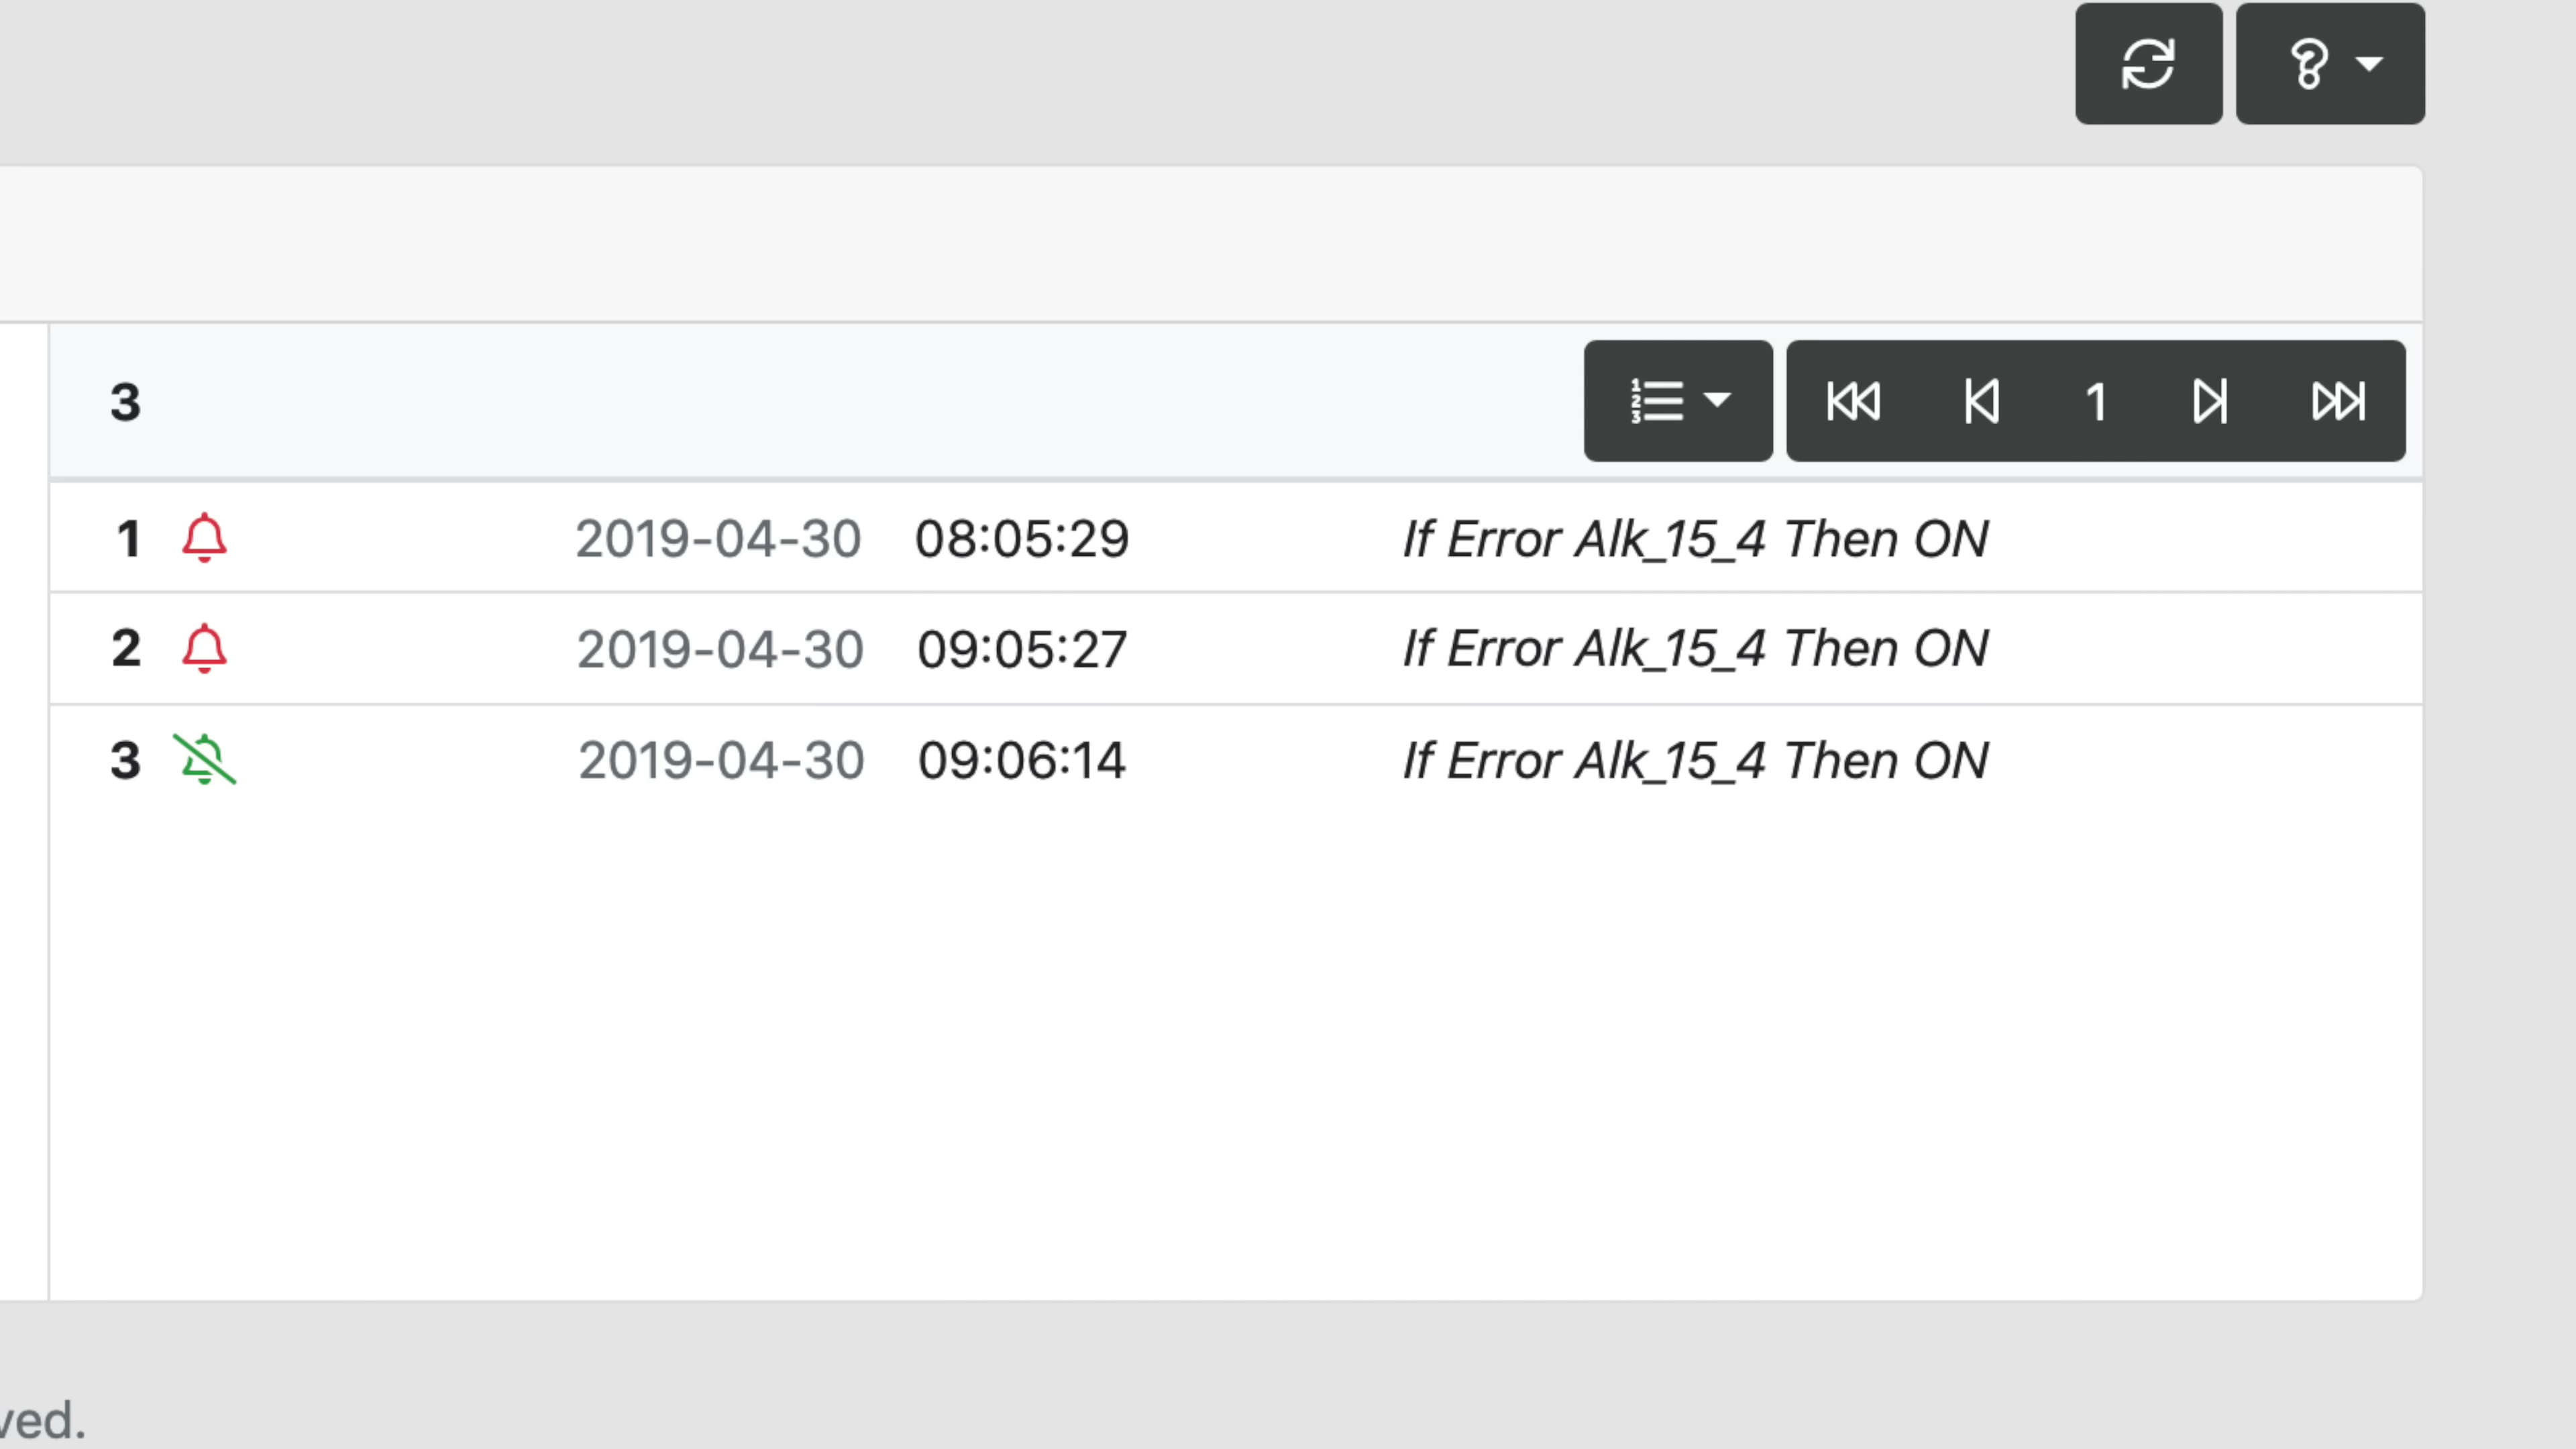 3 1
1 2019-04-30 08:05:29 If Error Alk_15_4 Then ON
2 2019-04-30 09:05:27 If Error Alk_15_4 Then ON
3 2019-04-30 09:06:14 If Error Alk_15_4 Then ON
ved.